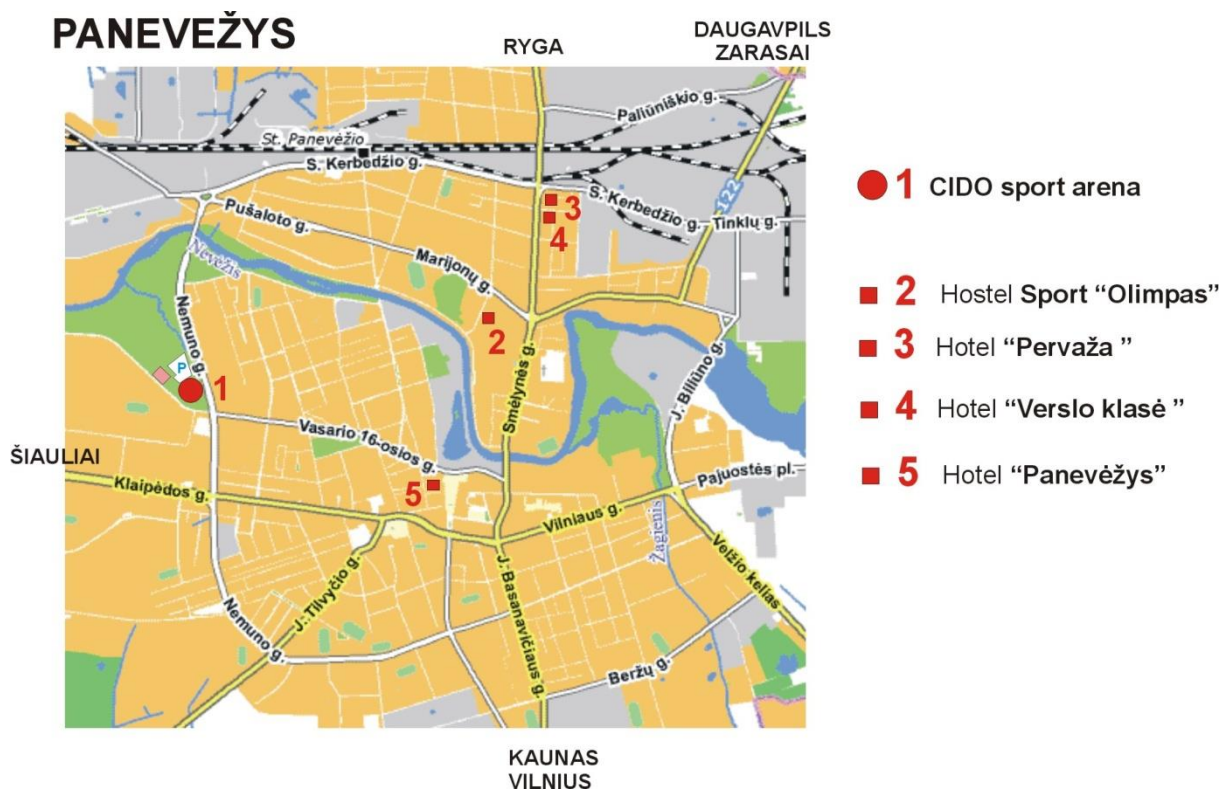 PANEVEŽYS
RYGA
DAUGAVPILS
ZARASAI
Paliūniškio g.
St. Panevėžio
S. Kerbedžio g.
S. Kerbedžio g.
Tinklų g.
122
Pušaloto g.
Marijonų g.
Nevėžis
Nemuno g.
3
4
2
P
1
Smėlynės g.
J. Biliūno g.
Vasario 16-osios g.
ŠIAULIAI
Klaipėdos g.
5
Pajuostės pl.
Vilniaus g.
Žagienis
Velžio kelias
J. Tilvyčio g.
Nemuno g.
J. Basanavičiaus g.
Beržų g.
KAUNAS
VILNIUS
1 CIDO sport arena
2 Hostel Sport “Olimpas”
3 Hotel “Pervaža ”
4 Hotel “Verslo klasė ”
5 Hotel “Panevėžys”